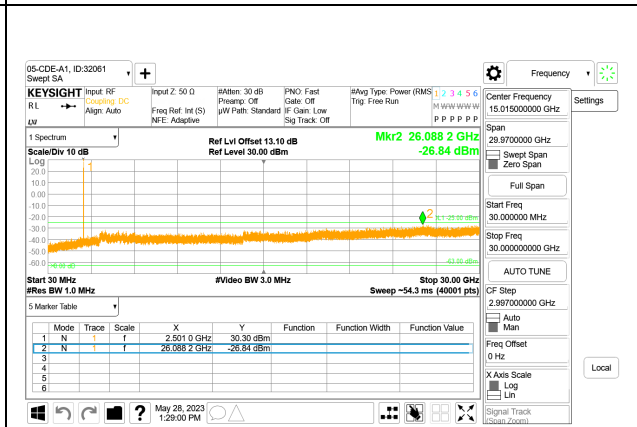 05-CDE-A1, ID:32061
Swept SA
KEYSIGHT
RL
LXI
Input: RF
Coupling: DC
Align: Auto
Input Z: 50 Ω
Freq Ref: Int (S)
NFE: Adaptive
#Atten: 30 dB
Preamp: Off
µW Path: Standard
PNO: Fast
Gate: Off
IF Gain: Low
Sig Track: Off
#Avg Type: Power (RMS
Trig: Free Run
1 2 3 4 5 6
M W W W W W
P P P P P P
1 Spectrum
Scale/Div 10 dB
Ref Lvl Offset 13.10 dB
Ref Level 30.00 dBm
Mkr2 26.088 2 GHz
-26.84 dBm
Log
20.0
10.0
0.00
-10.0
-20.0
-30.0
-40.0
-50.0
-60.0
1
2
DL1 -25.00 dBm
Start 30 MHz
#Res BW 1.0 MHz
#Video BW 3.0 MHz
Stop 30.00 GHz
Sweep ~54.3 ms (40001 pts)
5 Marker Table
Mode Trace Scale X Y Function Function Width Function Value
1 N 1 f 2.501 0 GHz 30.30 dBm
2 N 1 f 26.088 2 GHz -26.84 dBm
3
4
5
6
May 28, 2023
1:29:00 PM
Frequency
Settings
Center Frequency
15.015000000 GHz
Span
29.9700000 GHz
Swept Span
Zero Span
Full Span
Start Freq
30.000000 MHz
Stop Freq
30.000000000 GHz
AUTO TUNE
CF Step
2.997000000 GHz
Auto
Man
Freq Offset
0 Hz
X Axis Scale
Log
Lin
Signal Track
(Span Zoom)
Local